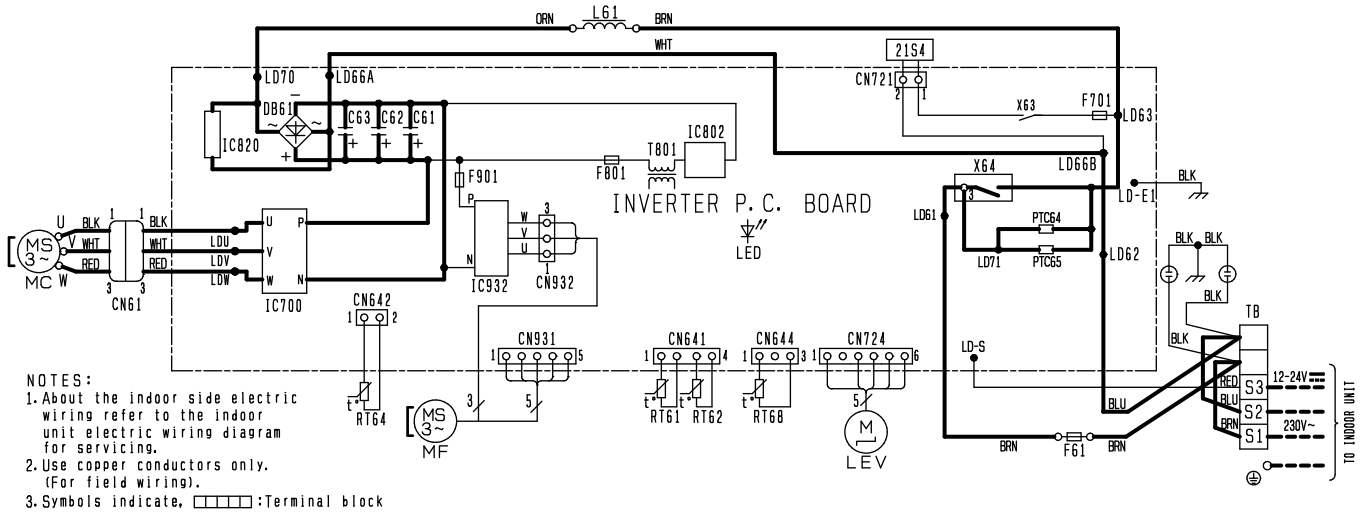 ORN L61 BRN
WHT
21S4
CN721
2 1
X63 F701
LD63
LD70 LD66A
DB61
−
~ ~
+
C63 C62 C61
+ + +
IC820
IC802
T801
F801
F901
LD66B
X64
3
BLK
LD-E1
INVERTER P.C. BOARD
LED
LD61
PTC64
PTC65
LD71
LD62
U BLK 1 1 BLK
V WHT WHT
W RED 3 3 RED
MS
3~
MC
CN61
LDU
LDV
LDW
U P
V
W N
IC700
P
N
W
V
U
3
1
IC932 CN932
BLK BLK
BLK
BLK
TB
CN642
1 2
t°
RT64
CN931
1 5
3 5
MS
3~
MF
CN641
1 4
t° t°
RT61 RT62
CN644
1 3
t°
RT68
CN724
1 6
5
M
LEV
LD-S
RED S3 12-24V
BLU BLU S2
BRN S1 230V~
BRN F61 BRN
TO INDOOR UNIT
NOTES:
1. About the indoor side electric
wiring refer to the indoor
unit electric wiring diagram
for servicing.
2. Use copper conductors only.
(For field wiring).
3. Symbols indicate, :Terminal block